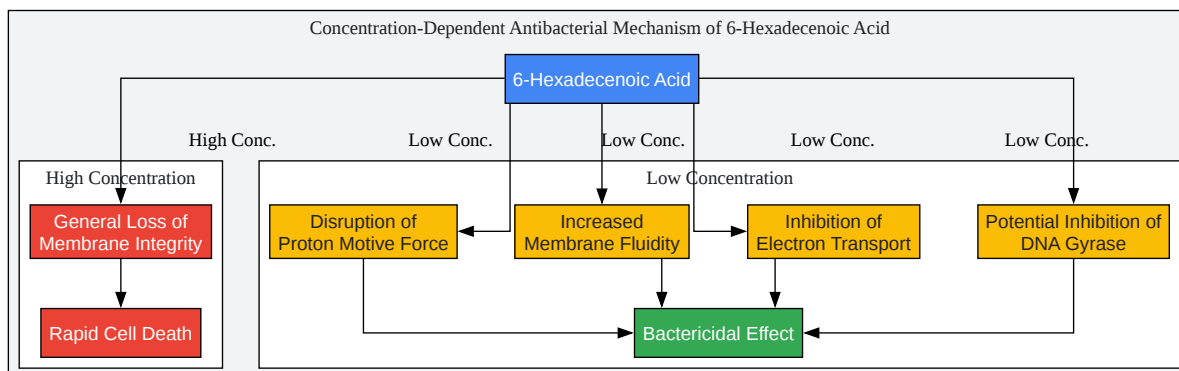 Concentration-Dependent Antibacterial Mechanism of 6-Hexadecenoic Acid
6-Hexadecenoic Acid
High Conc.
Low Conc.
Low Conc.
Low Conc.
Low Conc.
High Concentration
Low Concentration
General Loss of
Membrane Integrity
Disruption of
Proton Motive Force
Increased
Membrane Fluidity
Inhibition of
Electron Transport
Potential Inhibition of
DNA Gyrase
Rapid Cell Death
Bactericidal Effect